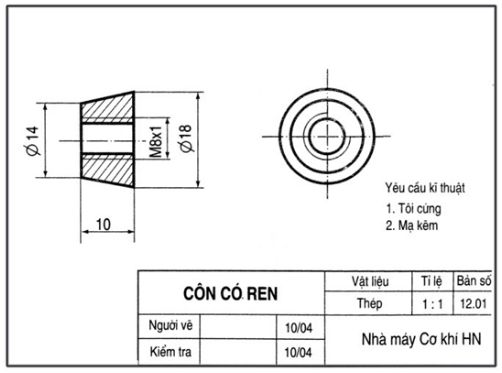 Ø14
M8x1
Ø18
10
Yêu cầu kĩ thuật
1. Tôi cứng
2. Mạ kẽm
CÔN CÓ REN
Vật liệu
Tỉ lệ
Bản số
Thép
1 : 1
12.01
Người vẽ
10/04
Kiểm tra
10/04
Nhà máy Cơ khí HN